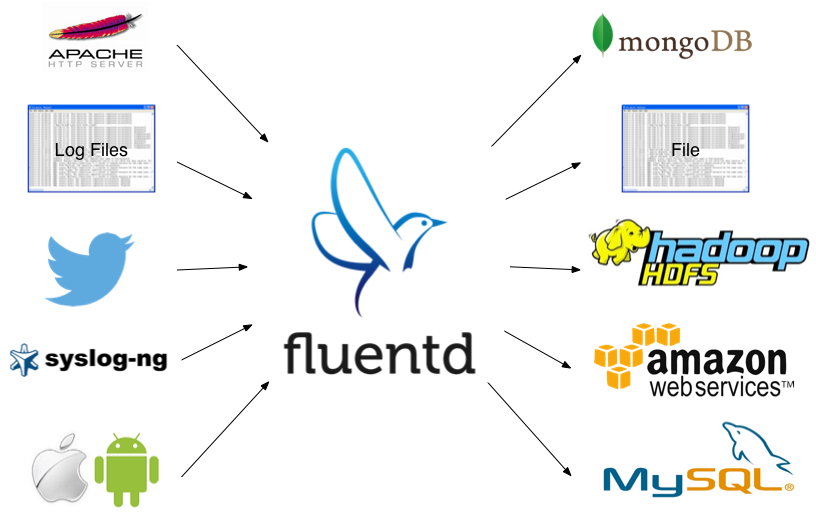 APACHE
HTTP SERVER
Log Files
syslog-ng
fluentd
mongoDB
File
hadoop
HDFS
amazon
web services™
MySQL®